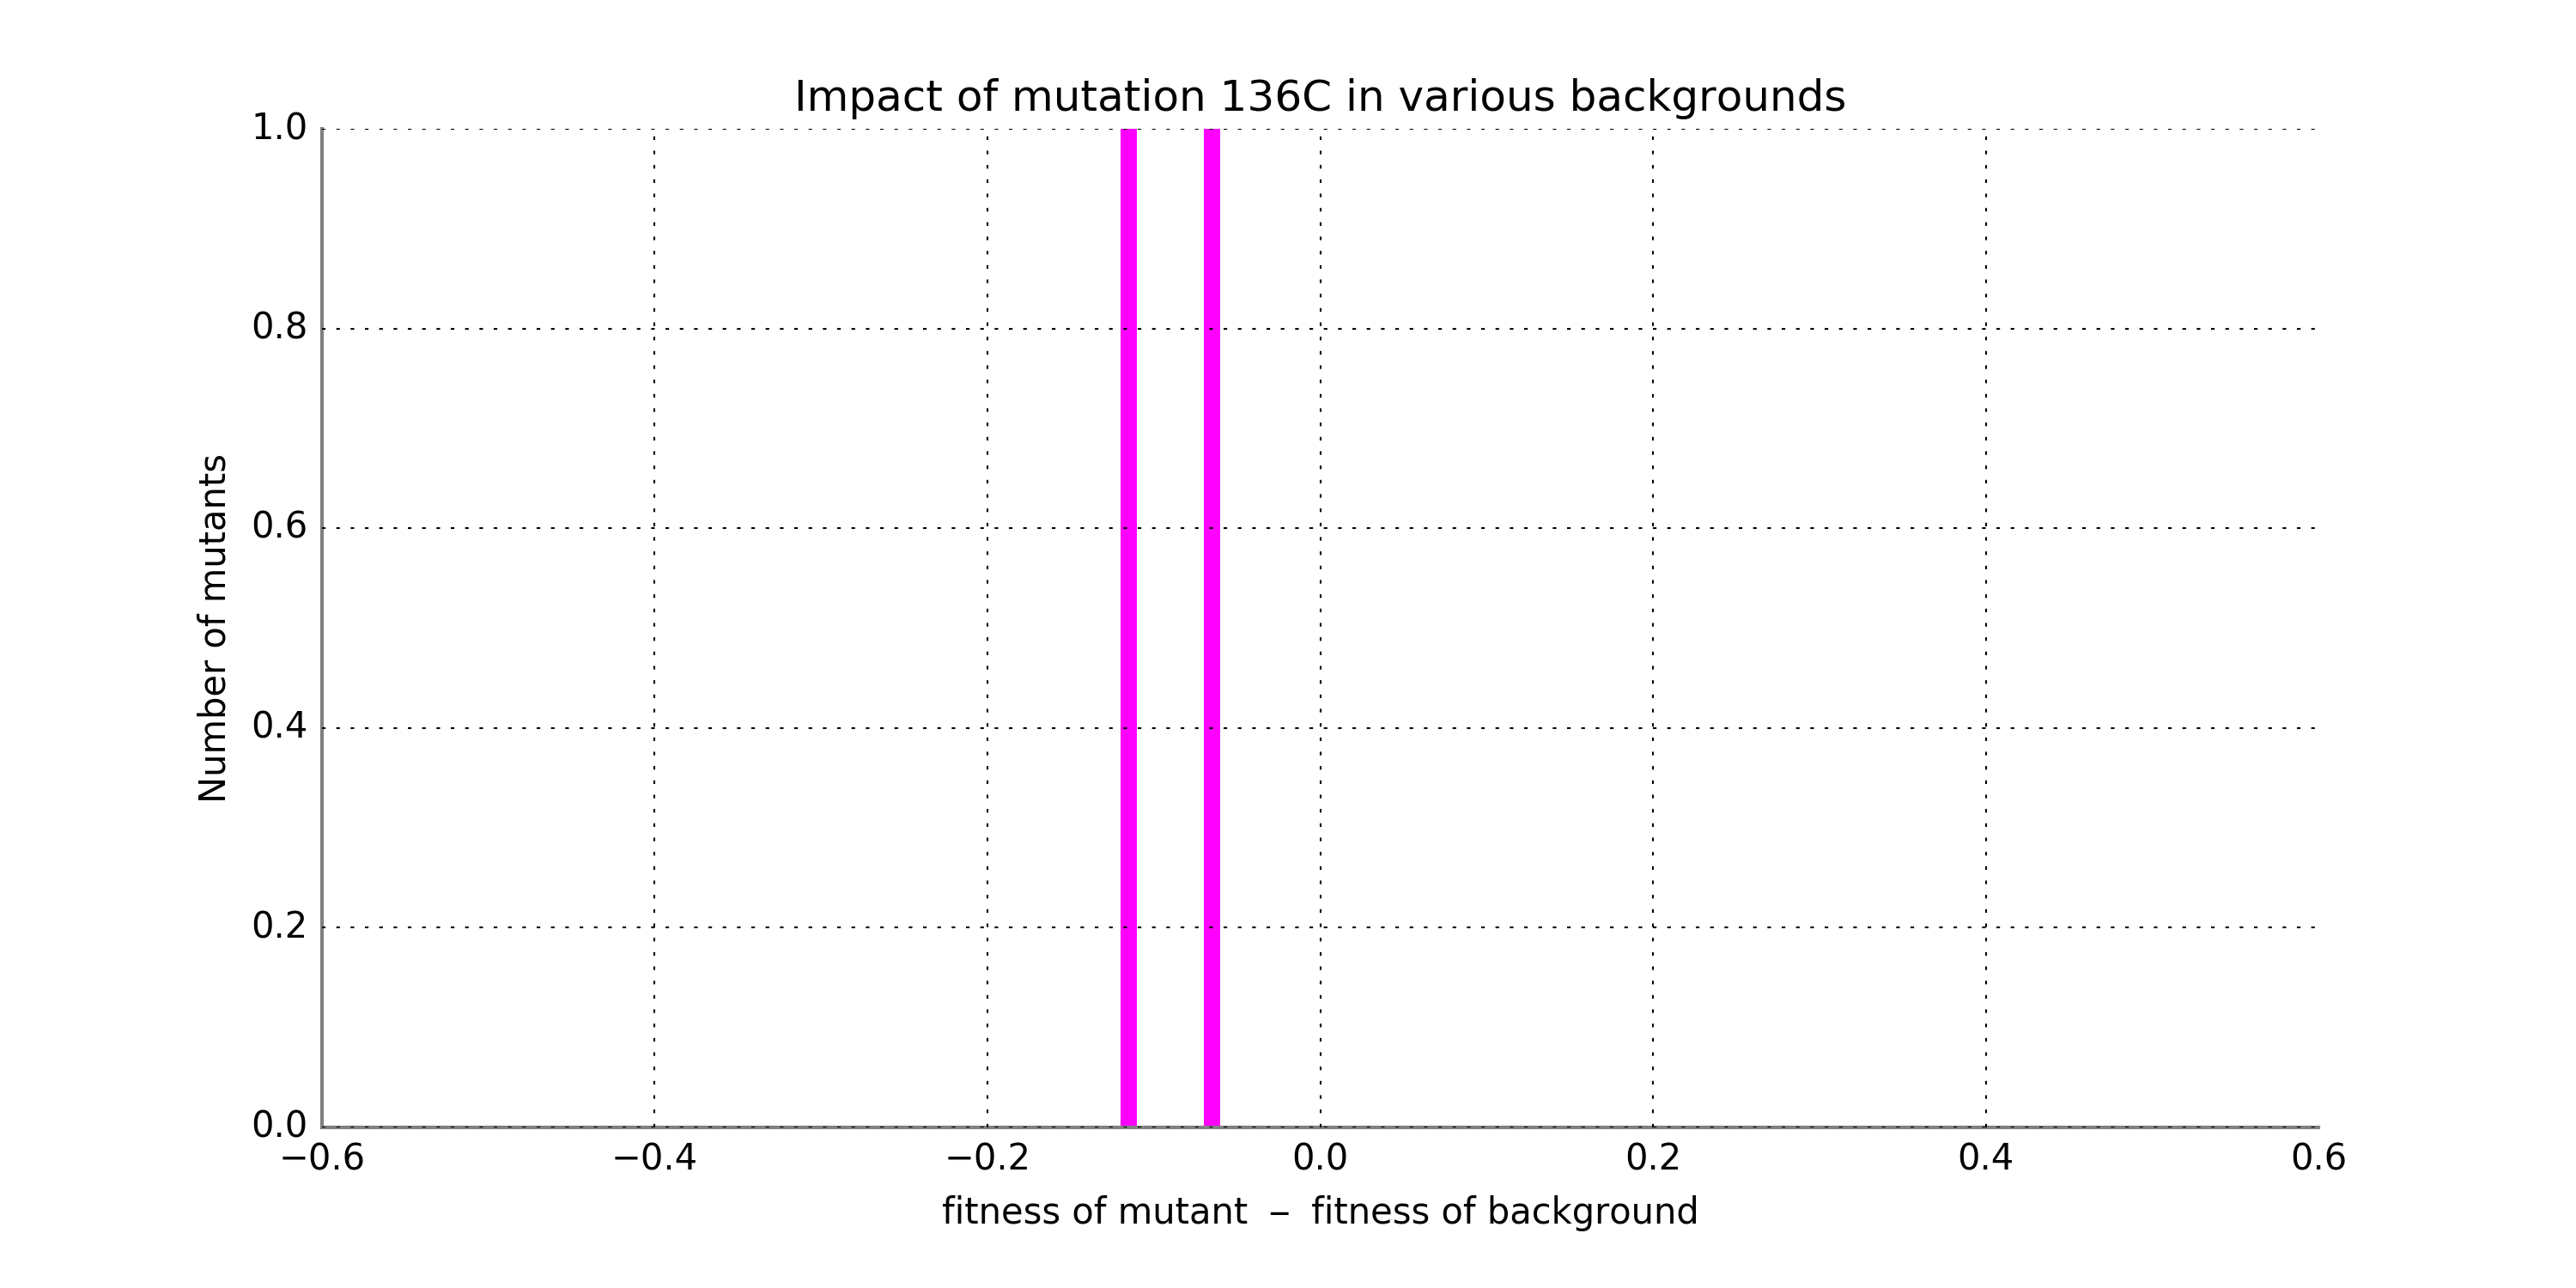 Impact of mutation 136C in various backgrounds
1.0
0.8
0.6
0.4
0.2
0.0
Number of mutants
−0.6 −0.4 −0.2 0.0 0.2 0.4 0.6
fitness of mutant − fitness of background